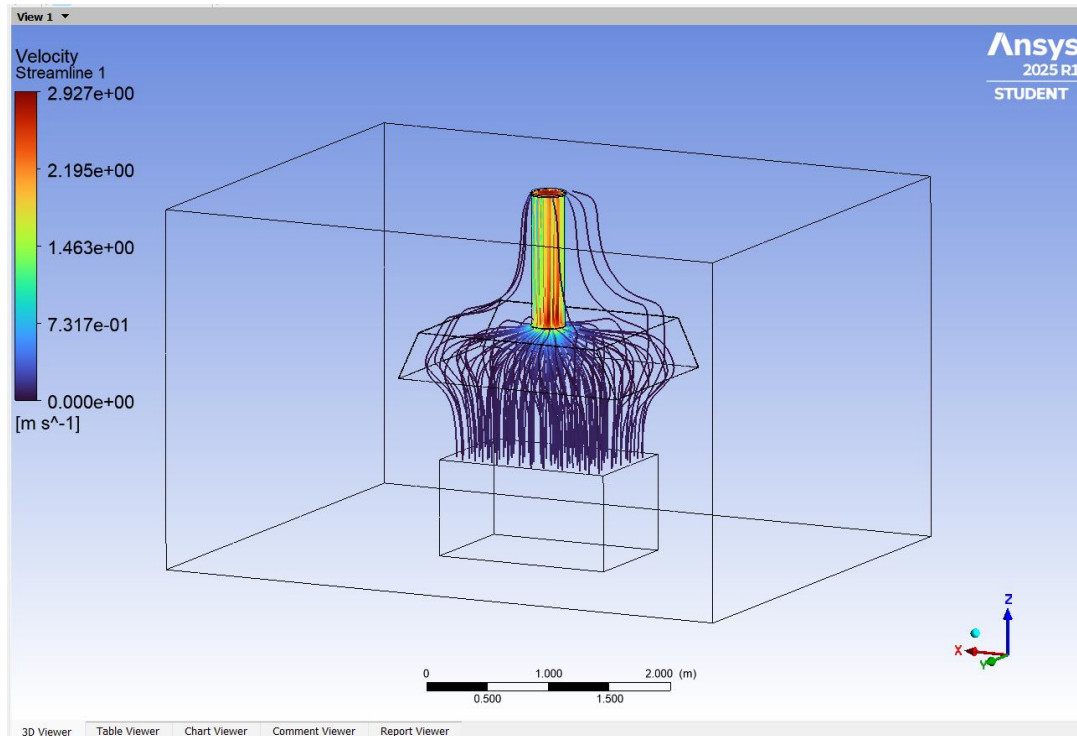 View 1
Velocity
Streamline 1
2.927e+00
2.195e+00
1.463e+00
7.317e-01
0.000e+00
[m s^-1]
Ansys
2025 R1
STUDENT
Z
X
Y
0 1.000 2.000 (m)
0.500 1.500
3D Viewer Table Viewer Chart Viewer Comment Viewer Report Viewer